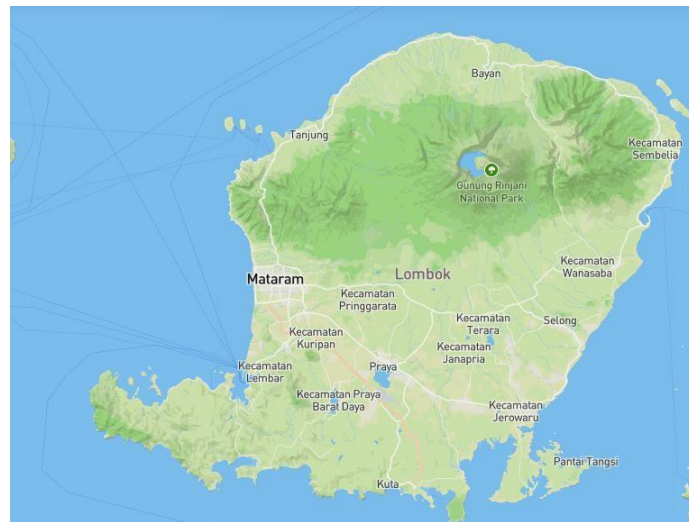 Bayan
Tanjung
Kecamatan
Sembelia
Gunung Rinjani
National Park
Kecamatan
Wanasaba
Lombok
Mataram
Kecamatan
Pringgarata
Kecamatan
Terara
Selong
Kecamatan
Kuripan
Kecamatan
Janapria
Kecamatan
Lembar
Praya
Kecamatan Praya
Barat Daya
Kecamatan
Jerowaru
Pantai Tangsi
Kuta